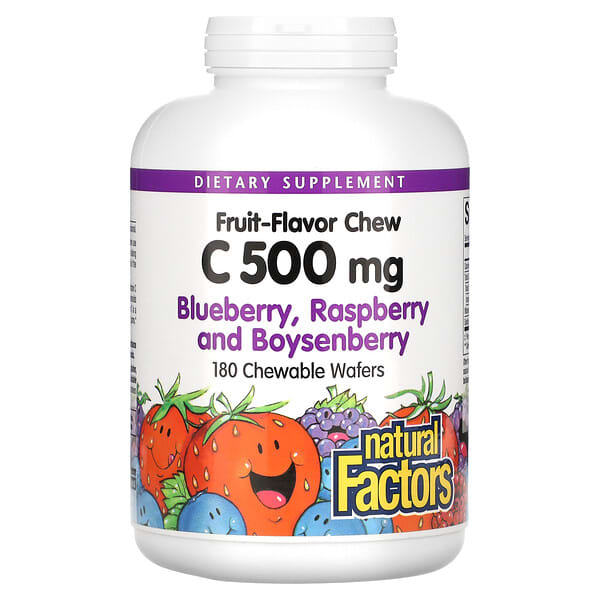 DIETARY SUPPLEMENT
Fruit-Flavor Chew
C 500 mg
Blueberry, Raspberry
and Boysenberry
180 Chewable Wafers
natural
Factors